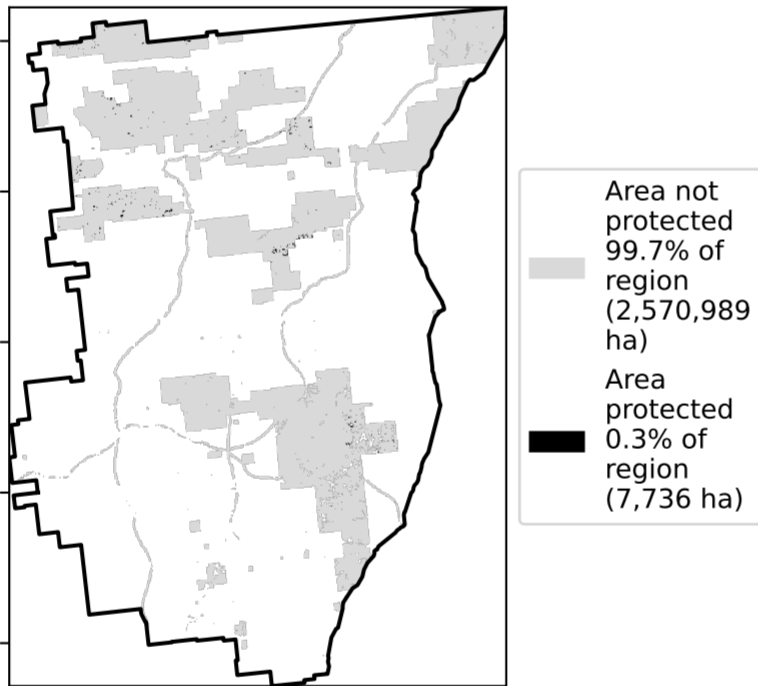 Area not
protected
99.7% of
region
(2,570,989
ha)
Area
protected
0.3% of
region
(7,736 ha)